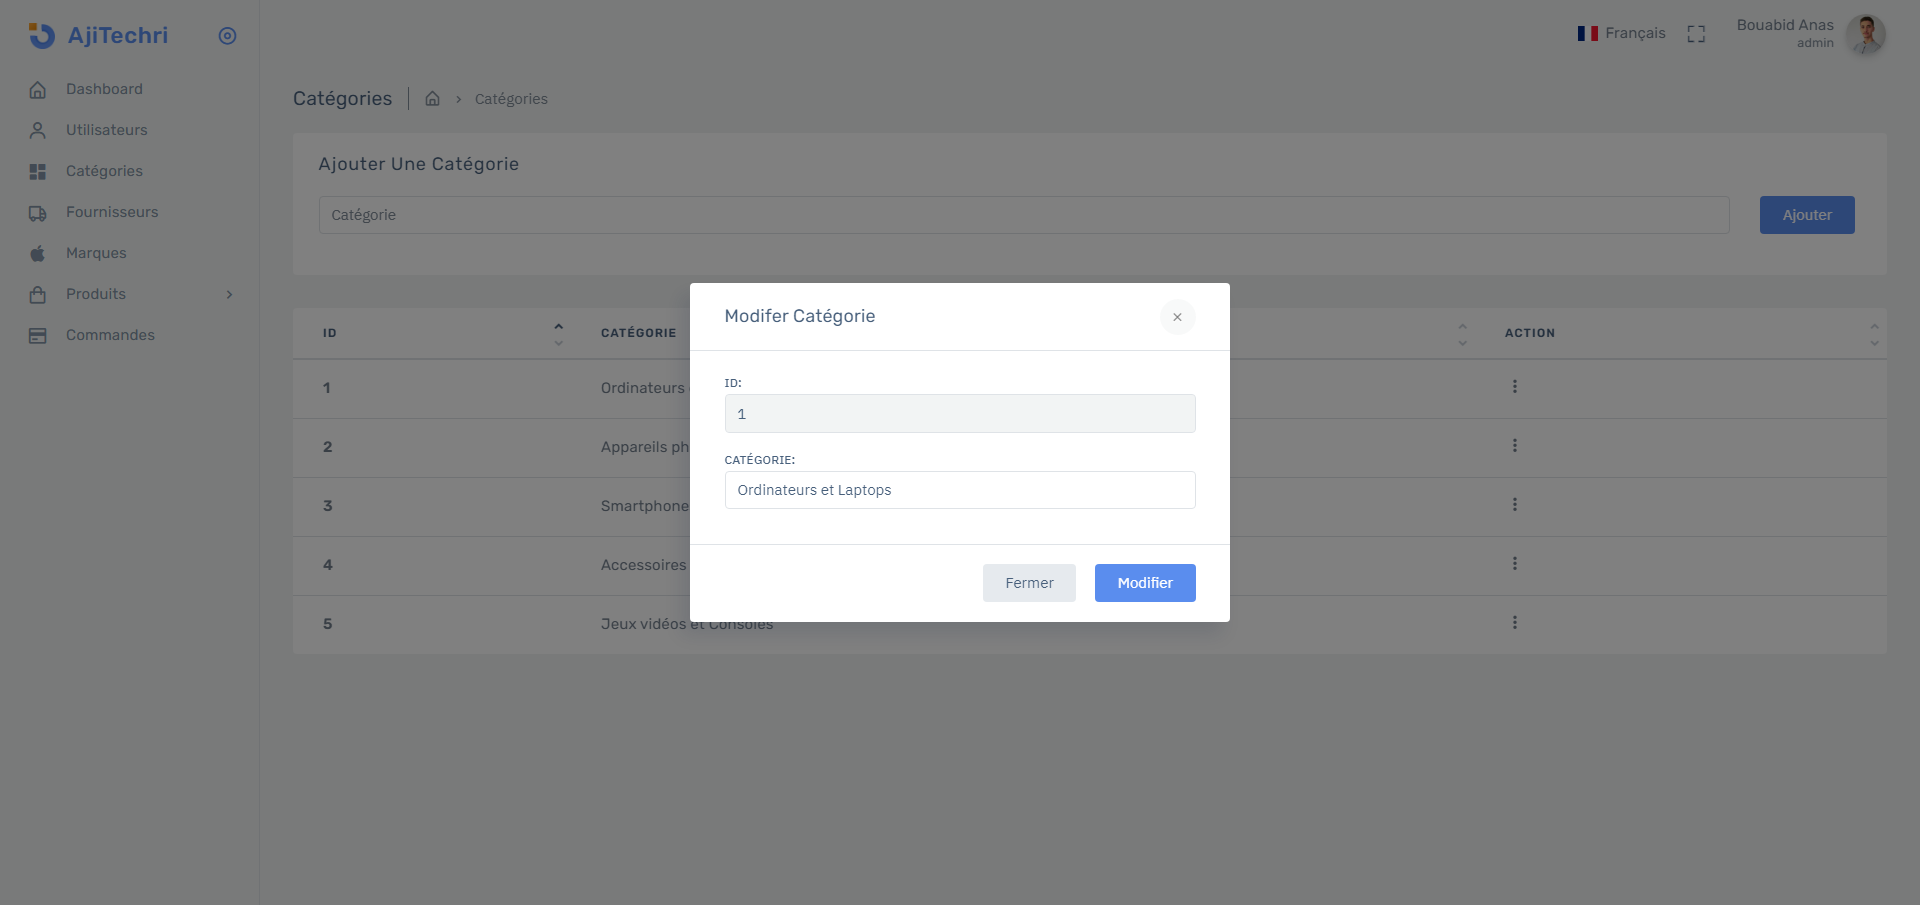 AjiTechri
Français
Bouabid Anas
admin
Dashboard
Utilisateurs
Catégories
Fournisseurs
Marques
Produits
Commandes
Catégories
Catégories
Ajouter Une Catégorie
Catégorie
Ajouter
ID
CATÉGORIE
ACTION
1
Ordinateurs
2
Appareils ph
3
Smartphone
4
Accessoires
5
Jeux vidéos et Consoles
Modifer Catégorie
×
ID:
1
CATÉGORIE:
Ordinateurs et Laptops
Fermer
Modifier